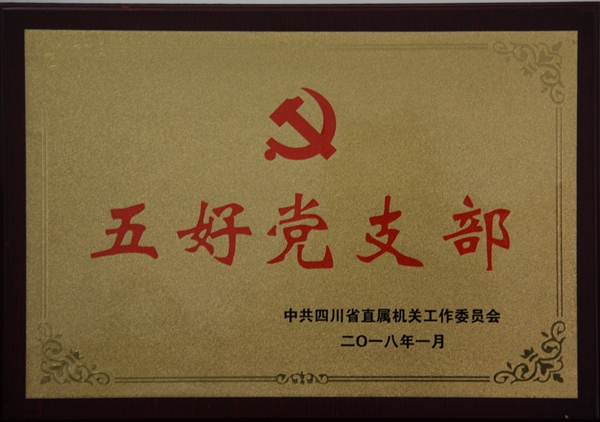 五好党支部
中共四川省直属机关工作委员会
二〇一八年一月